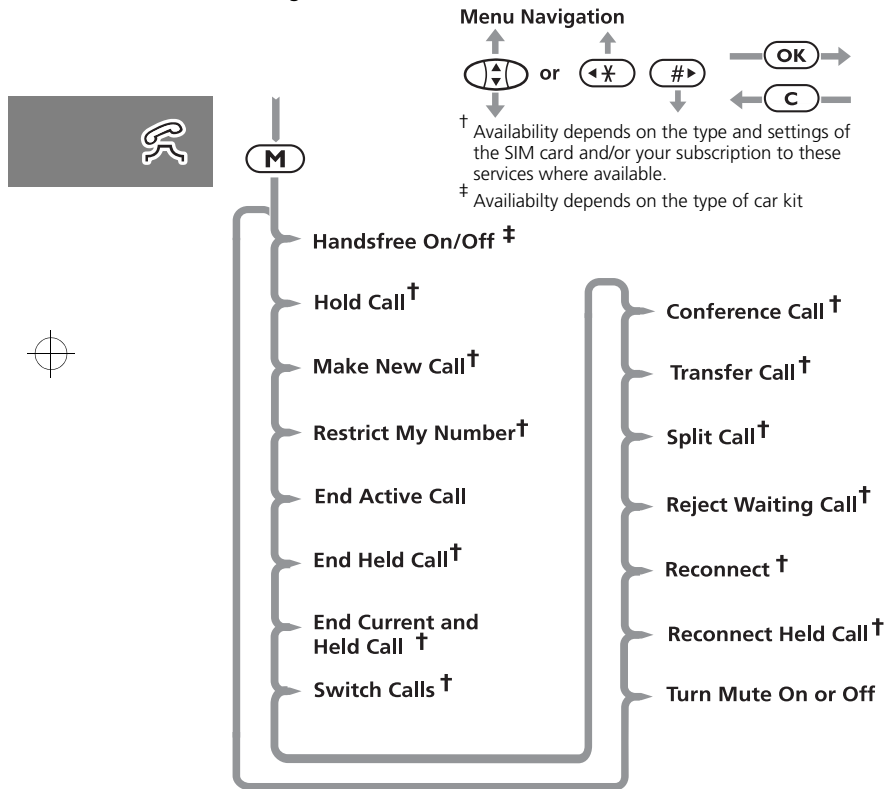 Menu Navigation
or
OK
C
M
† Availability depends on the type and settings of
the SIM card and/or your subscription to these
services where available.
‡ Availiabilty depends on the type of car kit
Handsfree On/Off ‡
Hold Call†
Make New Call†
Restrict My Number†
End Active Call
End Held Call†
End Current and
Held Call †
Switch Calls †
Conference Call †
Transfer Call†
Split Call†
Reject Waiting Call†
Reconnect †
Reconnect Held Call†
Turn Mute On or Off